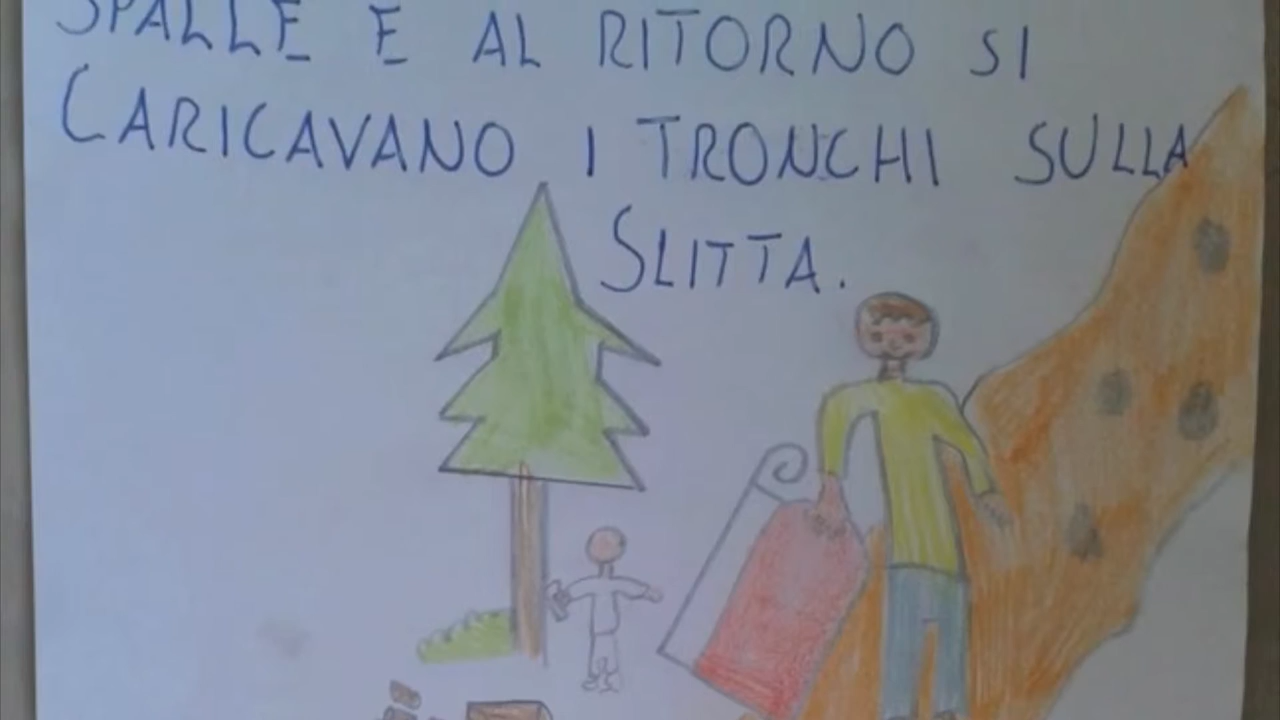 SPALLE E AL RITORNO SI
CARICAVANO I TRONCHI SULLA
SLITTA.